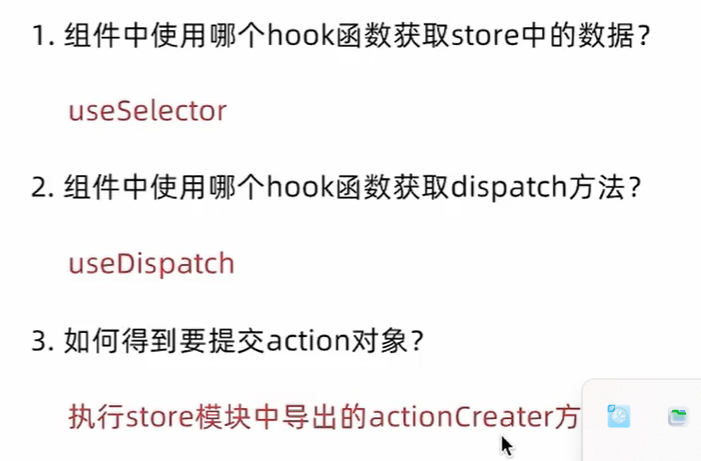 1. 组件中使用哪个hook函数获取store中的数据？
useSelector
2. 组件中使用哪个hook函数获取dispatch方法？
useDispatch
3. 如何得到要提交action对象？
执行store模块中导出的actionCreater方